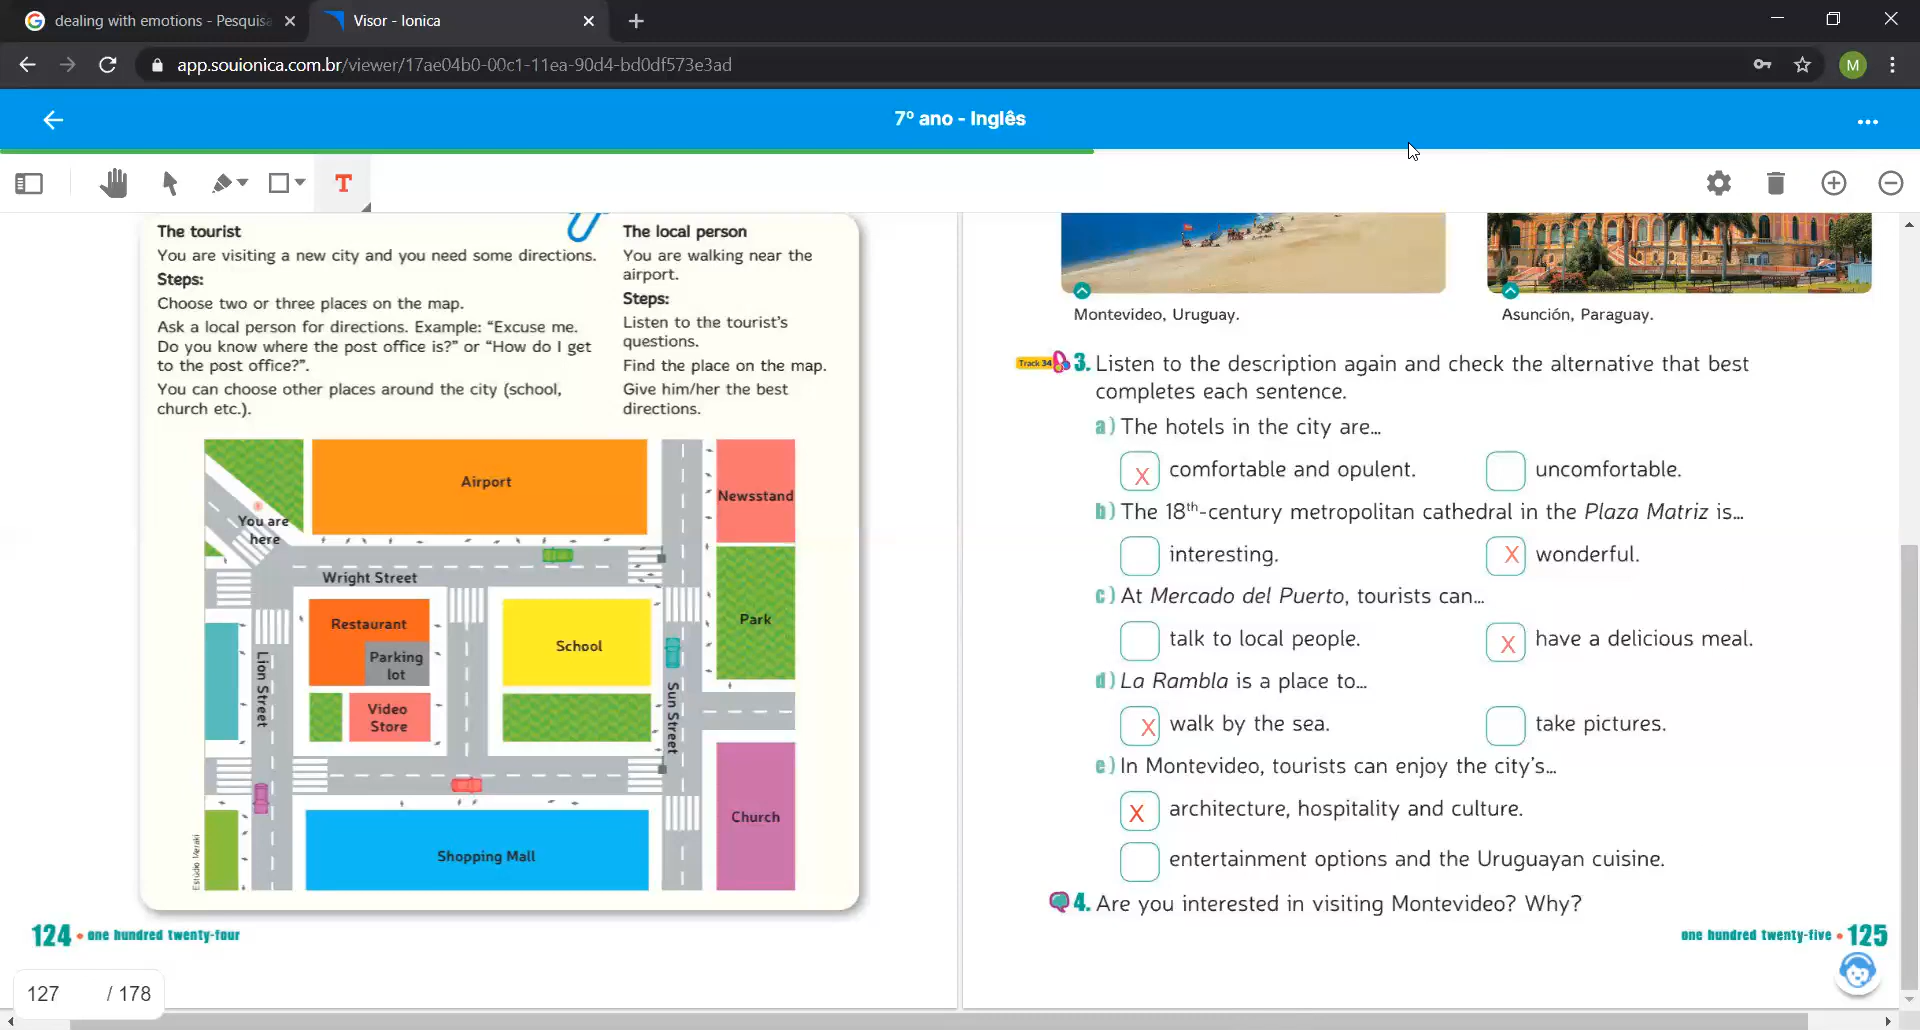 dealing with emotions - Pesquisa
Visor - Ionica
app.souionica.com.br/viewer/17ae04b0-00c1-11ea-90d4-bd0df573e3ad
M
7º ano - Inglês
T
The tourist
You are visiting a new city and you need some directions.
Steps:
Choose two or three places on the map.
Ask a local person for directions. Example: “Excuse me.
Do you know where the post office is?” or “How do I get
to the post office?”.
You can choose other places around the city (school,
church etc.).
The local person
You are walking near the
airport.
Steps:
Listen to the tourist's
questions.
Find the place on the map.
Give him/her the best
directions.
Airport
Newsstand
You are
here
Wright Street
Restaurant
Parking
lot
School
Park
Lion Street
Video
Store
Sun Street
Church
Shopping Mall
Estúdio Meraki
124 • one hundred twenty-four
127 / 178
Montevideo, Uruguay.
Asunción, Paraguay.
Track 34
3. Listen to the description again and check the alternative that best
completes each sentence.
a) The hotels in the city are...
X comfortable and opulent.
uncomfortable.
b) The 18th-century metropolitan cathedral in the Plaza Matriz is...
interesting.
X wonderful.
c) At Mercado del Puerto, tourists can...
talk to local people.
X have a delicious meal.
d) La Rambla is a place to...
X walk by the sea.
take pictures.
e) In Montevideo, tourists can enjoy the city's...
X architecture, hospitality and culture.
entertainment options and the Uruguayan cuisine.
4. Are you interested in visiting Montevideo? Why?
one hundred twenty-five • 125